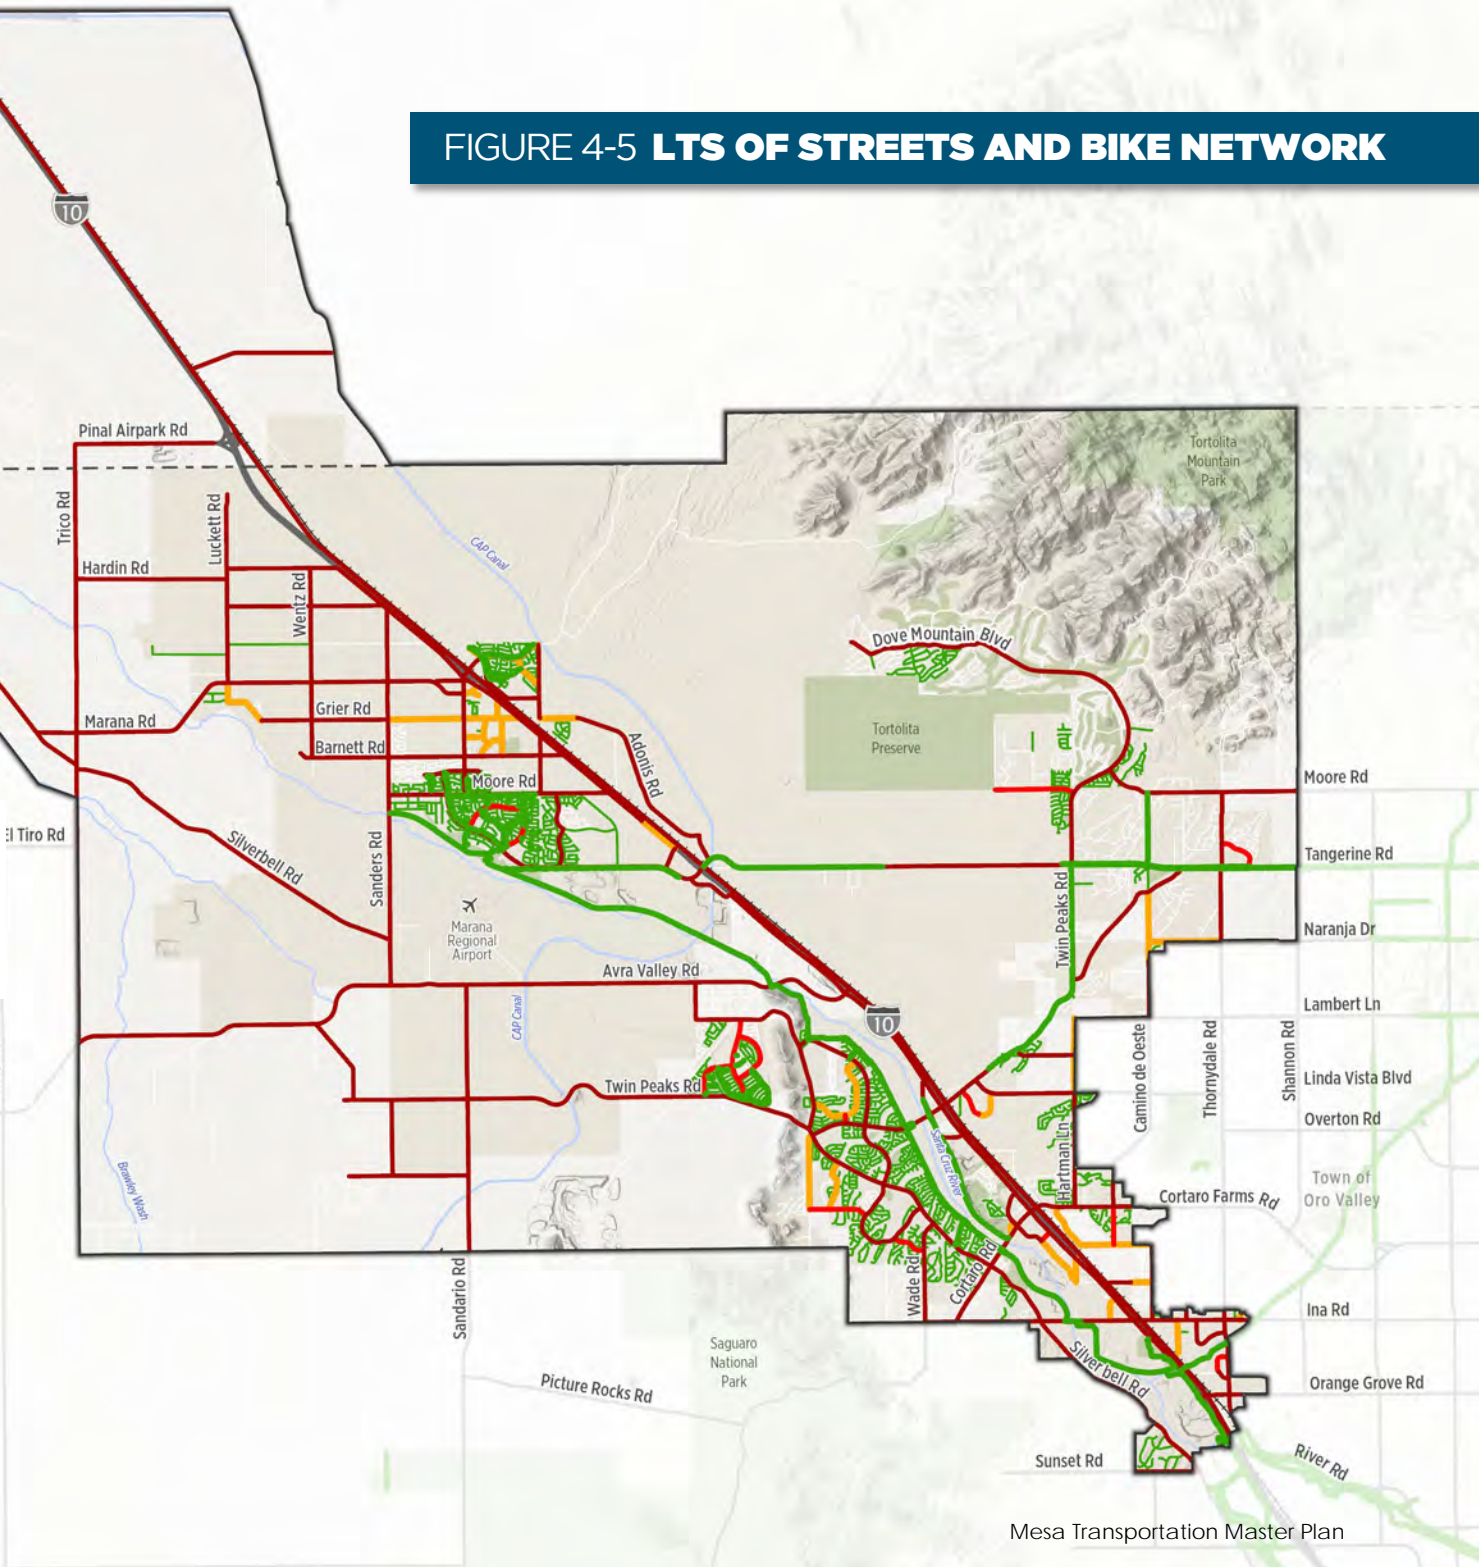 FIGURE 4-5 LTS OF STREETS AND BIKE NETWORK
10
Pinal Airpark Rd
Tortolita
Mountain
Park
Trico Rd
Luckett Rd
CAP Canal
Hardin Rd
Wentz Rd
Dove Mountain Blvd
Grier Rd
Marana Rd
Barnett Rd
Adonis Rd
Tortolita
Preserve
Moore Rd
Moore Rd
El Tiro Rd
Silverbell Rd
Sanders Rd
Tangerine Rd
Twin Peaks Rd
Marana
Regional
Airport
Naranja Dr
Avra Valley Rd
CAP Canal
10
Lambert Ln
Camino de Oeste
Thornydale Rd
Shannon Rd
Twin Peaks Rd
Linda Vista Blvd
Overton Rd
Hartman Ln
Santa Cruz River
Brawley Wash
Town of
Oro Valley
Cortaro Farms Rd
Wade Rd
Cortaro Rd
Sandario Rd
Ina Rd
Saguaro
National
Park
Silverbell Rd
Picture Rocks Rd
Orange Grove Rd
Sunset Rd
River Rd
Mesa Transportation Master Plan